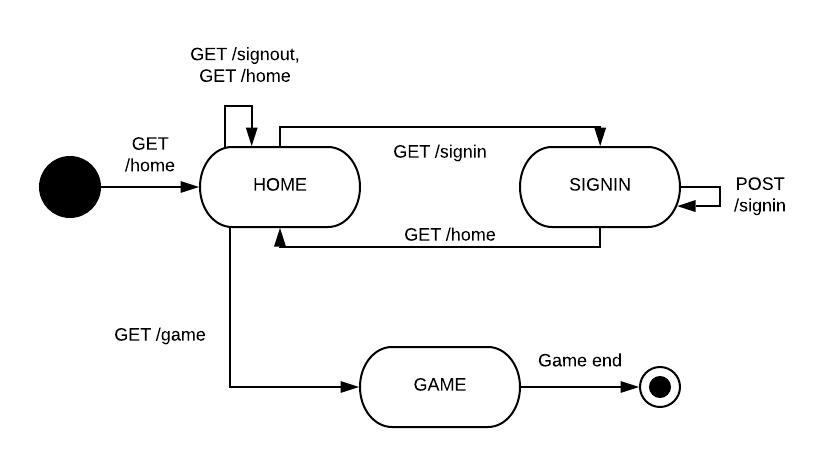 GET /signout,
GET /home
GET
/home
HOME
GET /signin
SIGNIN
POST
/signin
GET /home
GET /game
GAME
Game end